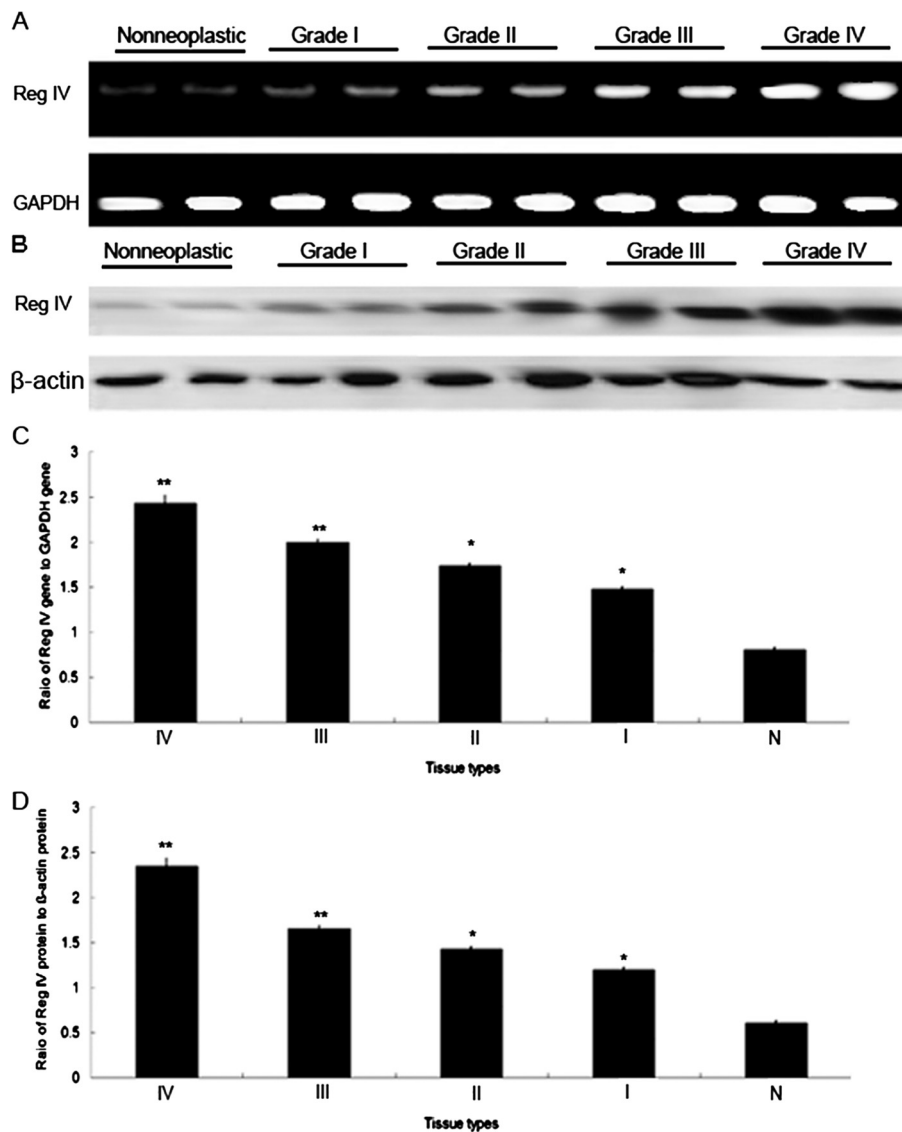 A
Nonneoplastic Grade I Grade II Grade III Grade IV
Reg IV
GAPDH
B
Nonneoplastic Grade I Grade II Grade III Grade IV
Reg IV
β-actin
C
Raio of Reg IV gene to GAPDH gene
3
2.5
2
1.5
1
0.5
0
** ** * *
IV III II I N
Tissue types
D
Raio of Reg IV protein to ß-actin protein
3
2.5
2
1.5
1
0.5
0
** ** * *
IV III II I N
Tissue types